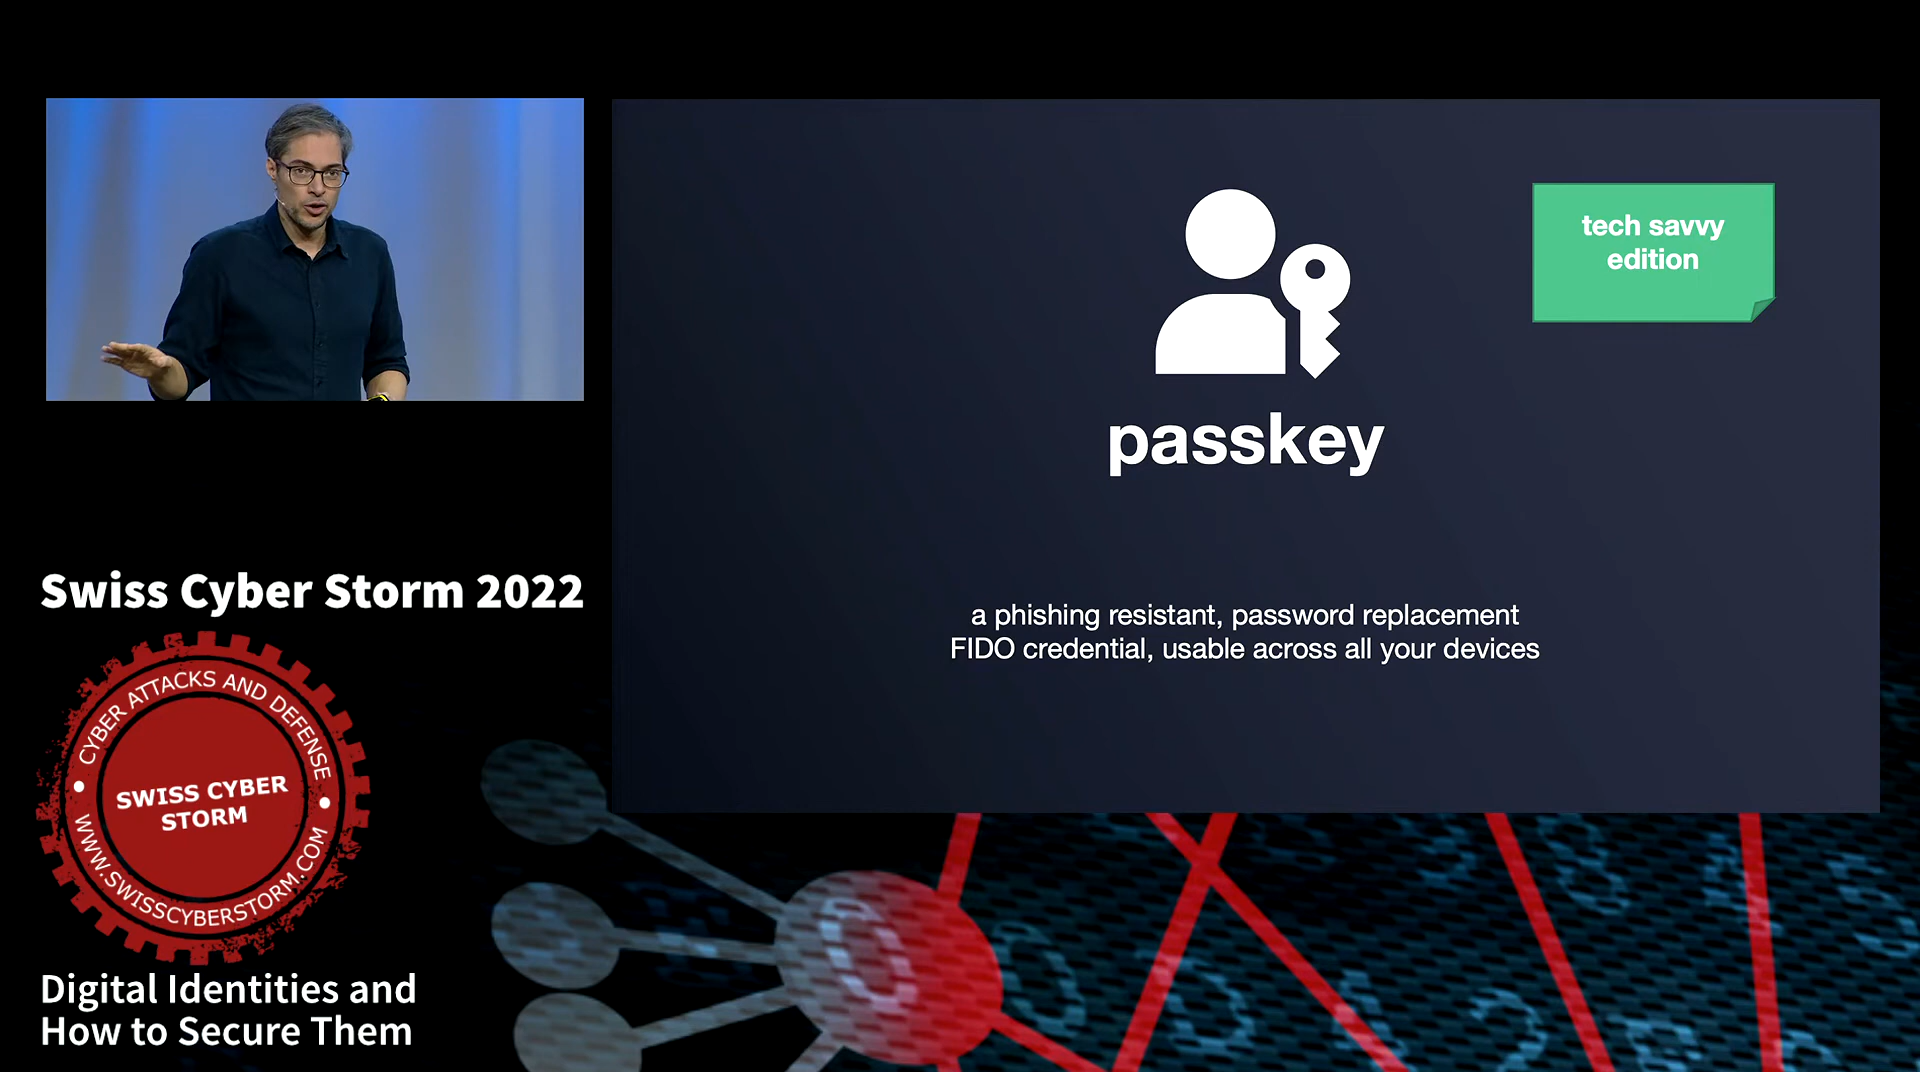 tech savvy
edition
passkey
a phishing resistant, password replacement
FIDO credential, usable across all your devices
Swiss Cyber Storm 2022
CYBER ATTACKS AND DEFENSE
SWISS CYBER
STORM
WWW.SWISSCYBERSTORM.COM
Digital Identities and
How to Secure Them